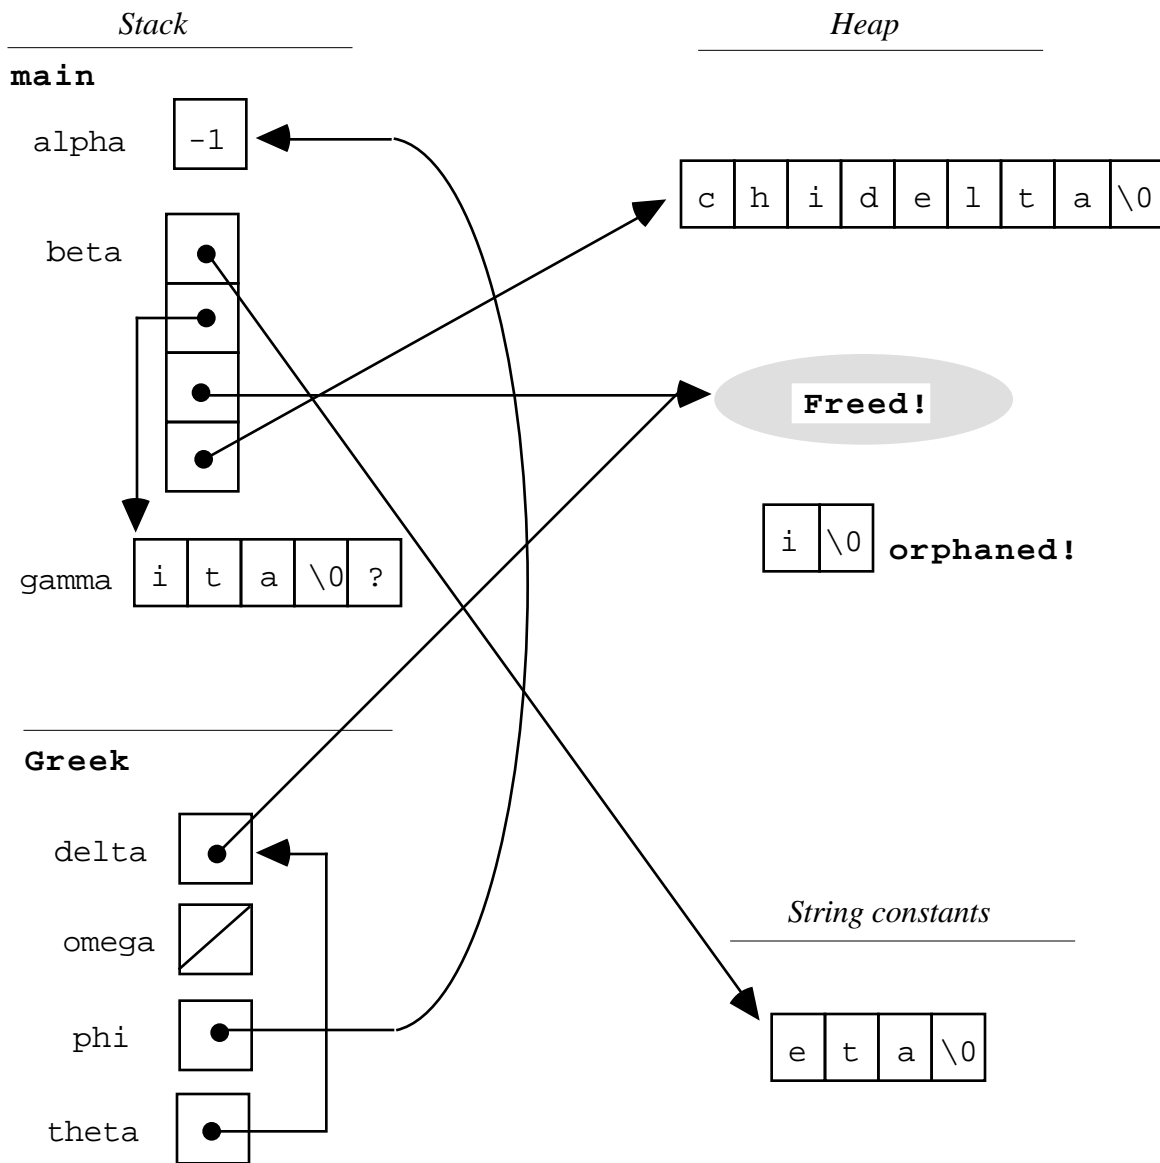 Stack
Heap
main
alpha -1
c h i d e l t a \0
beta
Freed!
i \0 orphaned!
gamma i t a \0 ?
Greek
delta
String constants
omega
phi
e t a \0
theta